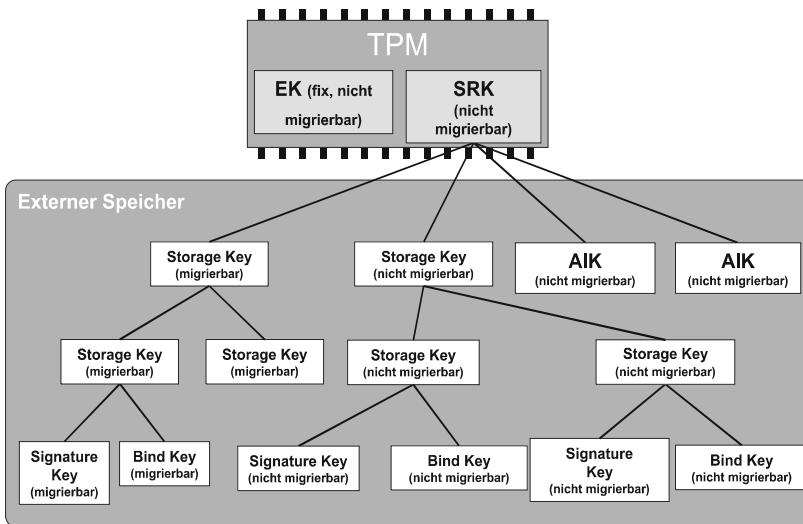 TPM
EK (fix, nicht
migrierbar)
SRK
(nicht
migrierbar)
Externer Speicher
Storage Key
(migrierbar)
Storage Key
(nicht migrierbar)
AIK
(nicht migrierbar)
AIK
(nicht migrierbar)
Storage Key
(migrierbar)
Storage Key
(migrierbar)
Storage Key
(nicht migrierbar)
Storage Key
(nicht migrierbar)
Signature
Key
(migrierbar)
Bind Key
(migrierbar)
Signature Key
(nicht migrierbar)
Bind Key
(nicht migrierbar)
Signature
Key
(nicht migrierbar)
Bind Key
(nicht migrierbar)